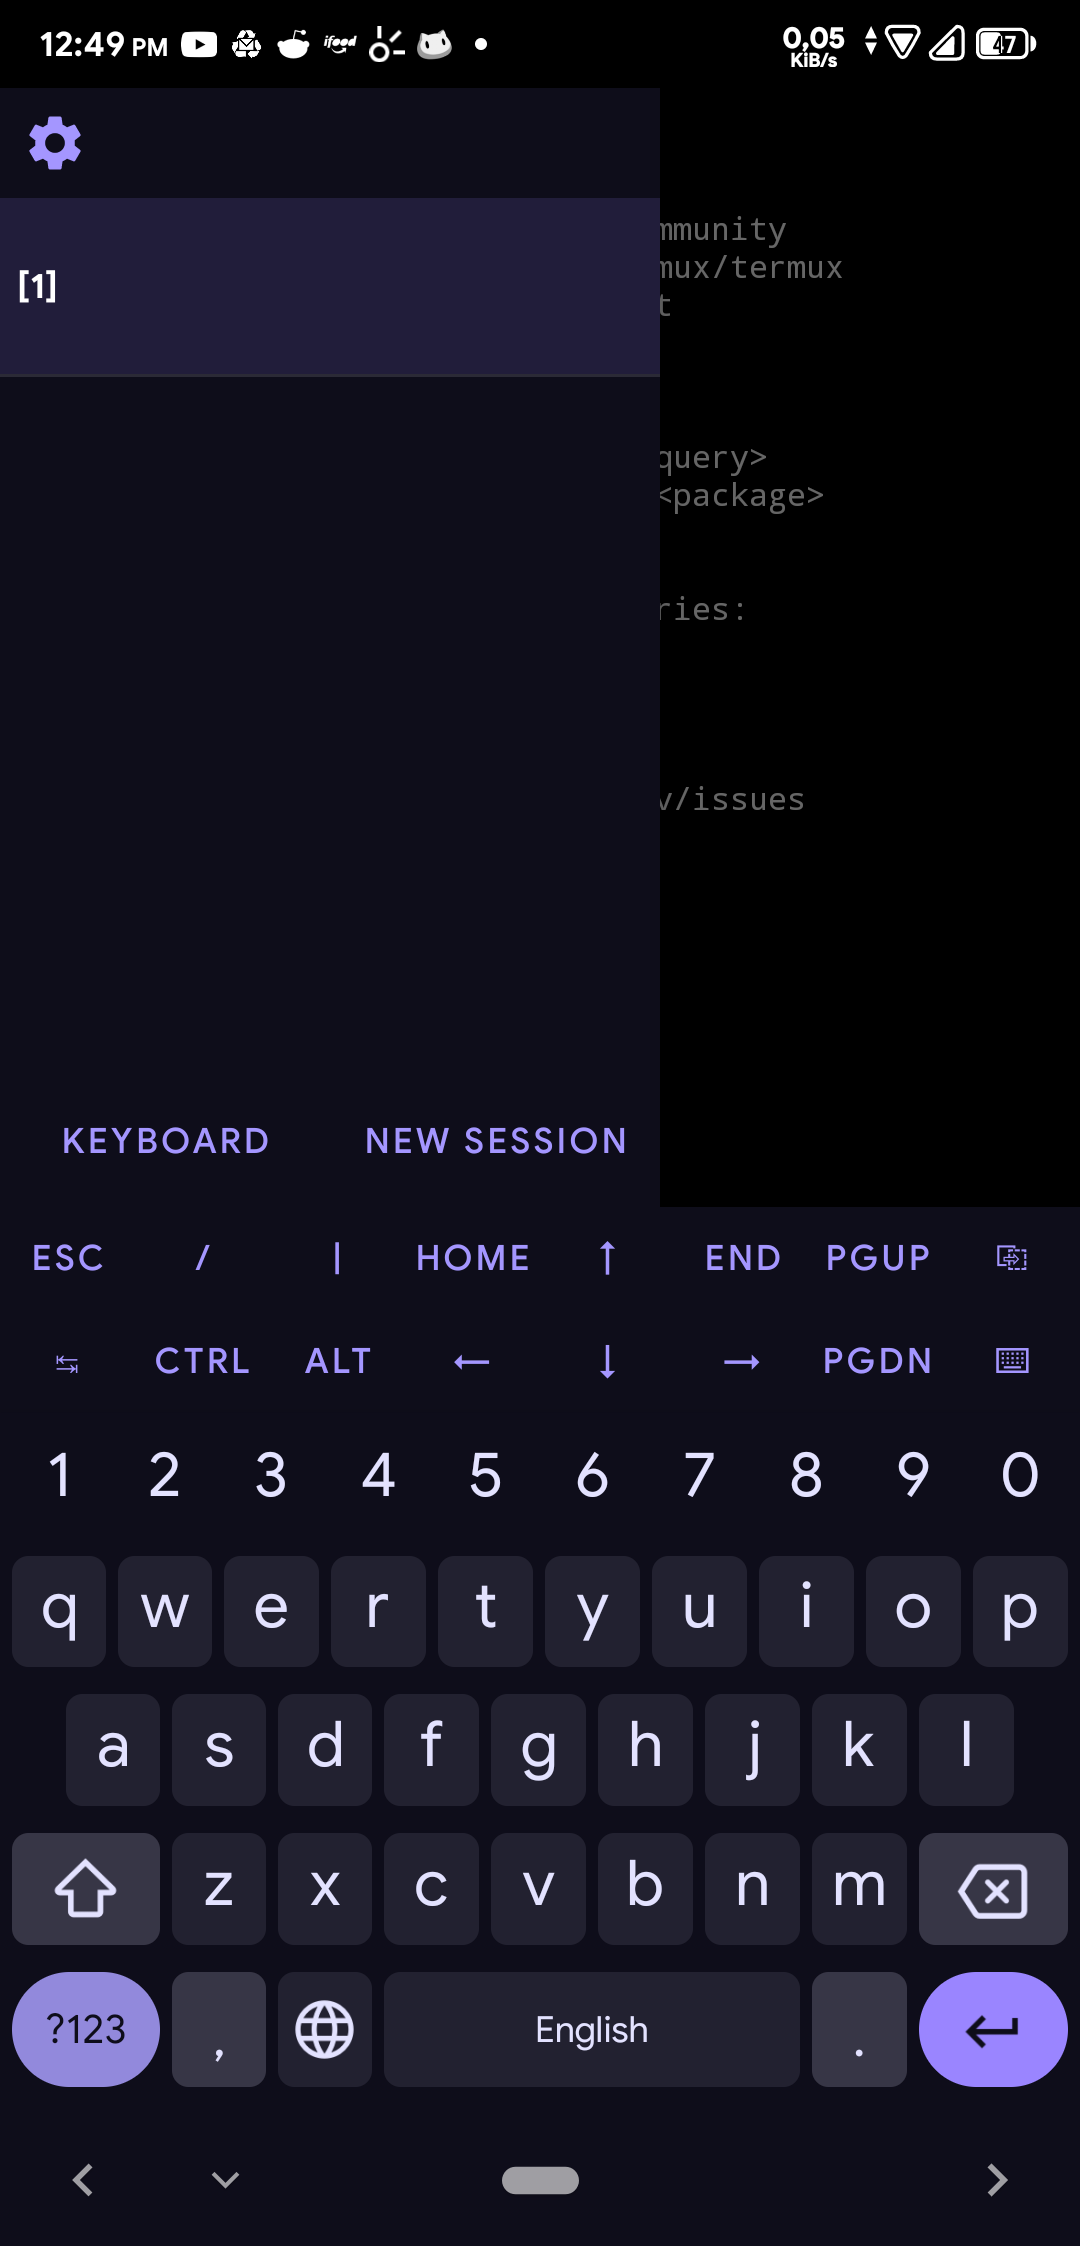 12:49 PM
ifood
0,05
KiB/s
47
[1]
mmunity
mux/termux
t
query>
<package>
ries:
v/issues
KEYBOARD NEW SESSION
ESC / | HOME ↑ END PGUP
CTRL ALT ← ↓ → PGDN
1 2 3 4 5 6 7 8 9 0
q w e r t y u i o p
a s d f g h j k l
z x c v b n m
?123 , English .